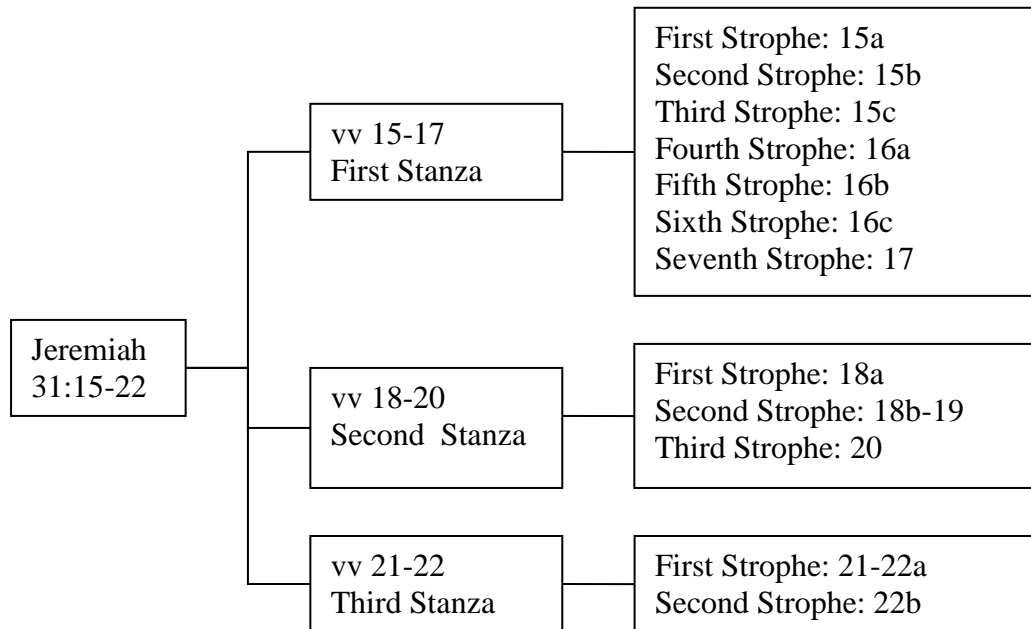 Jeremiah
31:15-22
vv 15-17
First Stanza
First Strophe: 15a
Second Strophe: 15b
Third Strophe: 15c
Fourth Strophe: 16a
Fifth Strophe: 16b
Sixth Strophe: 16c
Seventh Strophe: 17
vv 18-20
Second Stanza
First Strophe: 18a
Second Strophe: 18b-19
Third Strophe: 20
vv 21-22
Third Stanza
First Strophe: 21-22a
Second Strophe: 22b